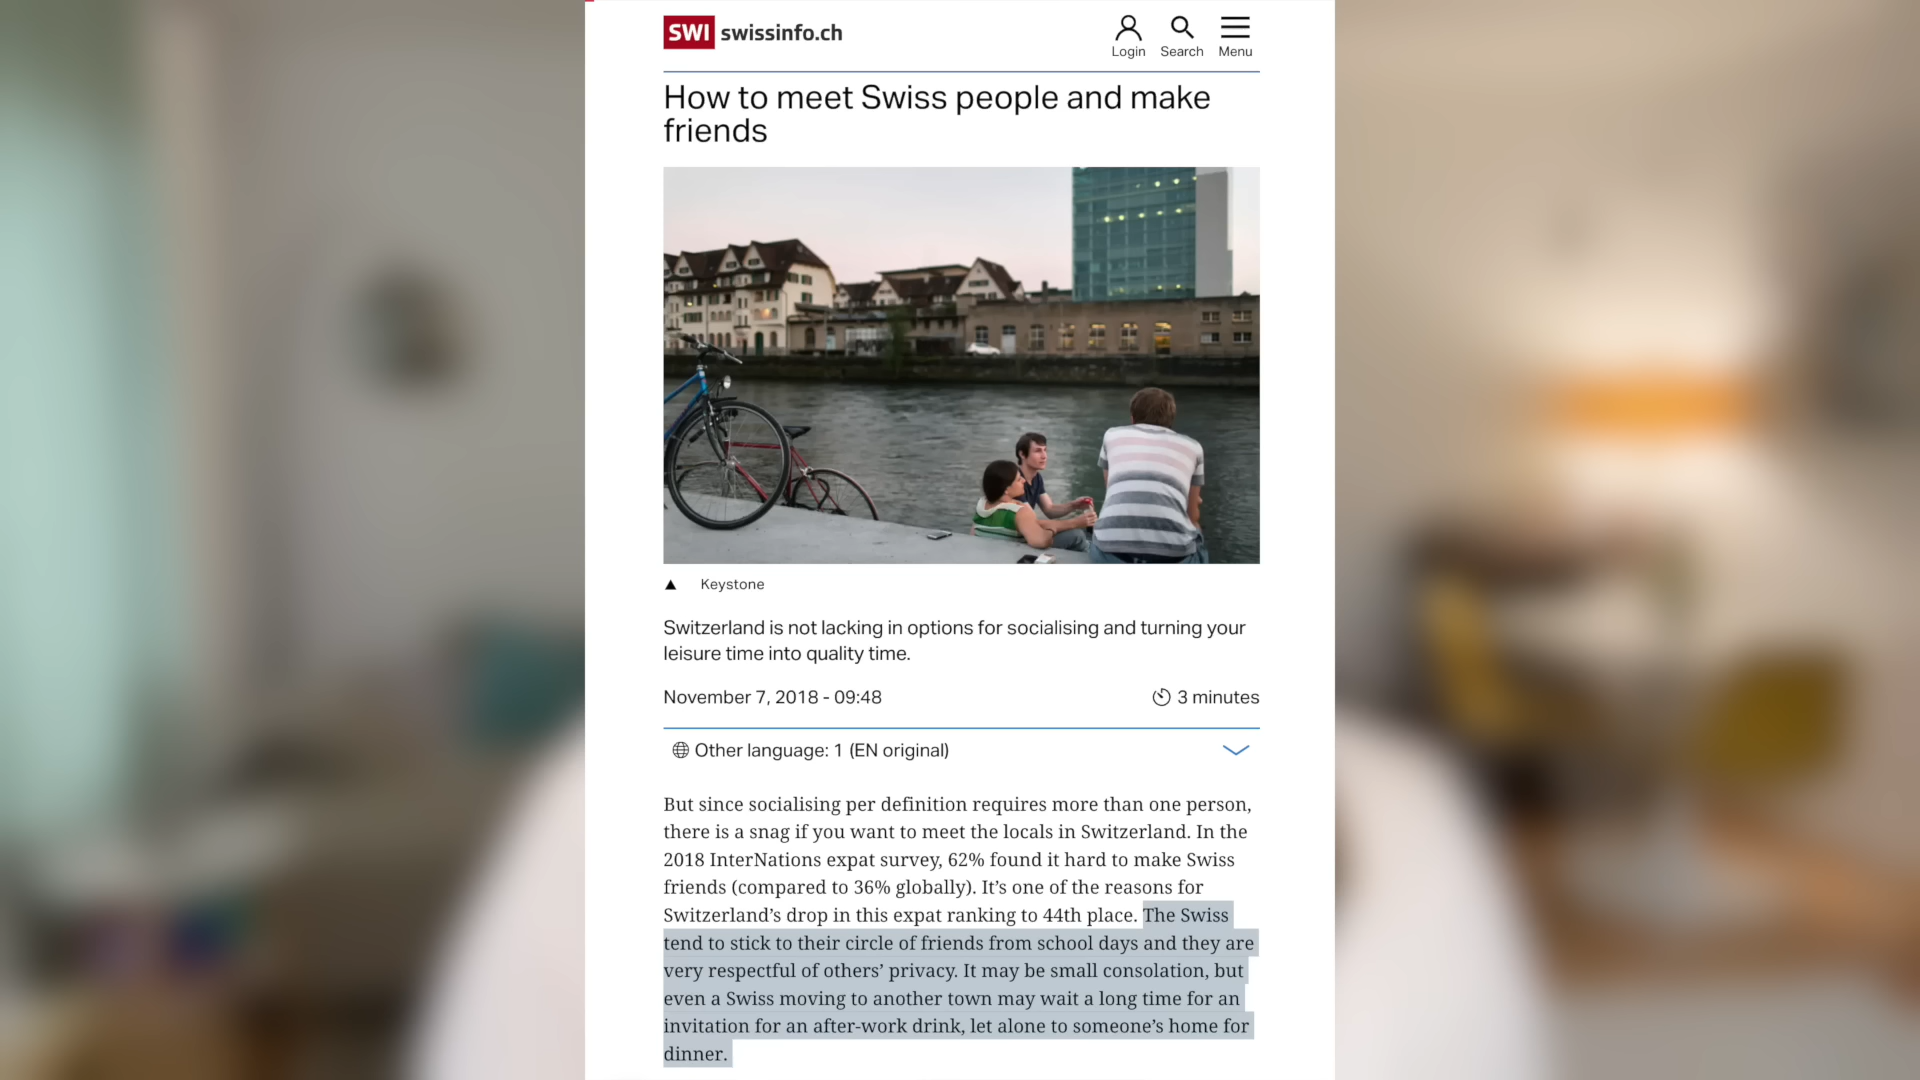 SWI swissinfo.ch
Login Search Menu
How to meet Swiss people and make
friends
▲ Keystone
Switzerland is not lacking in options for socialising and turning your
leisure time into quality time.
November 7, 2018 - 09:48
3 minutes
Other language: 1 (EN original)
But since socialising per definition requires more than one person,
there is a snag if you want to meet the locals in Switzerland. In the
2018 InterNations expat survey, 62% found it hard to make Swiss
friends (compared to 36% globally). It’s one of the reasons for
Switzerland’s drop in this expat ranking to 44th place. The Swiss
tend to stick to their circle of friends from school days and they are
very respectful of others’ privacy. It may be small consolation, but
even a Swiss moving to another town may wait a long time for an
invitation for an after-work drink, let alone to someone’s home for
dinner.